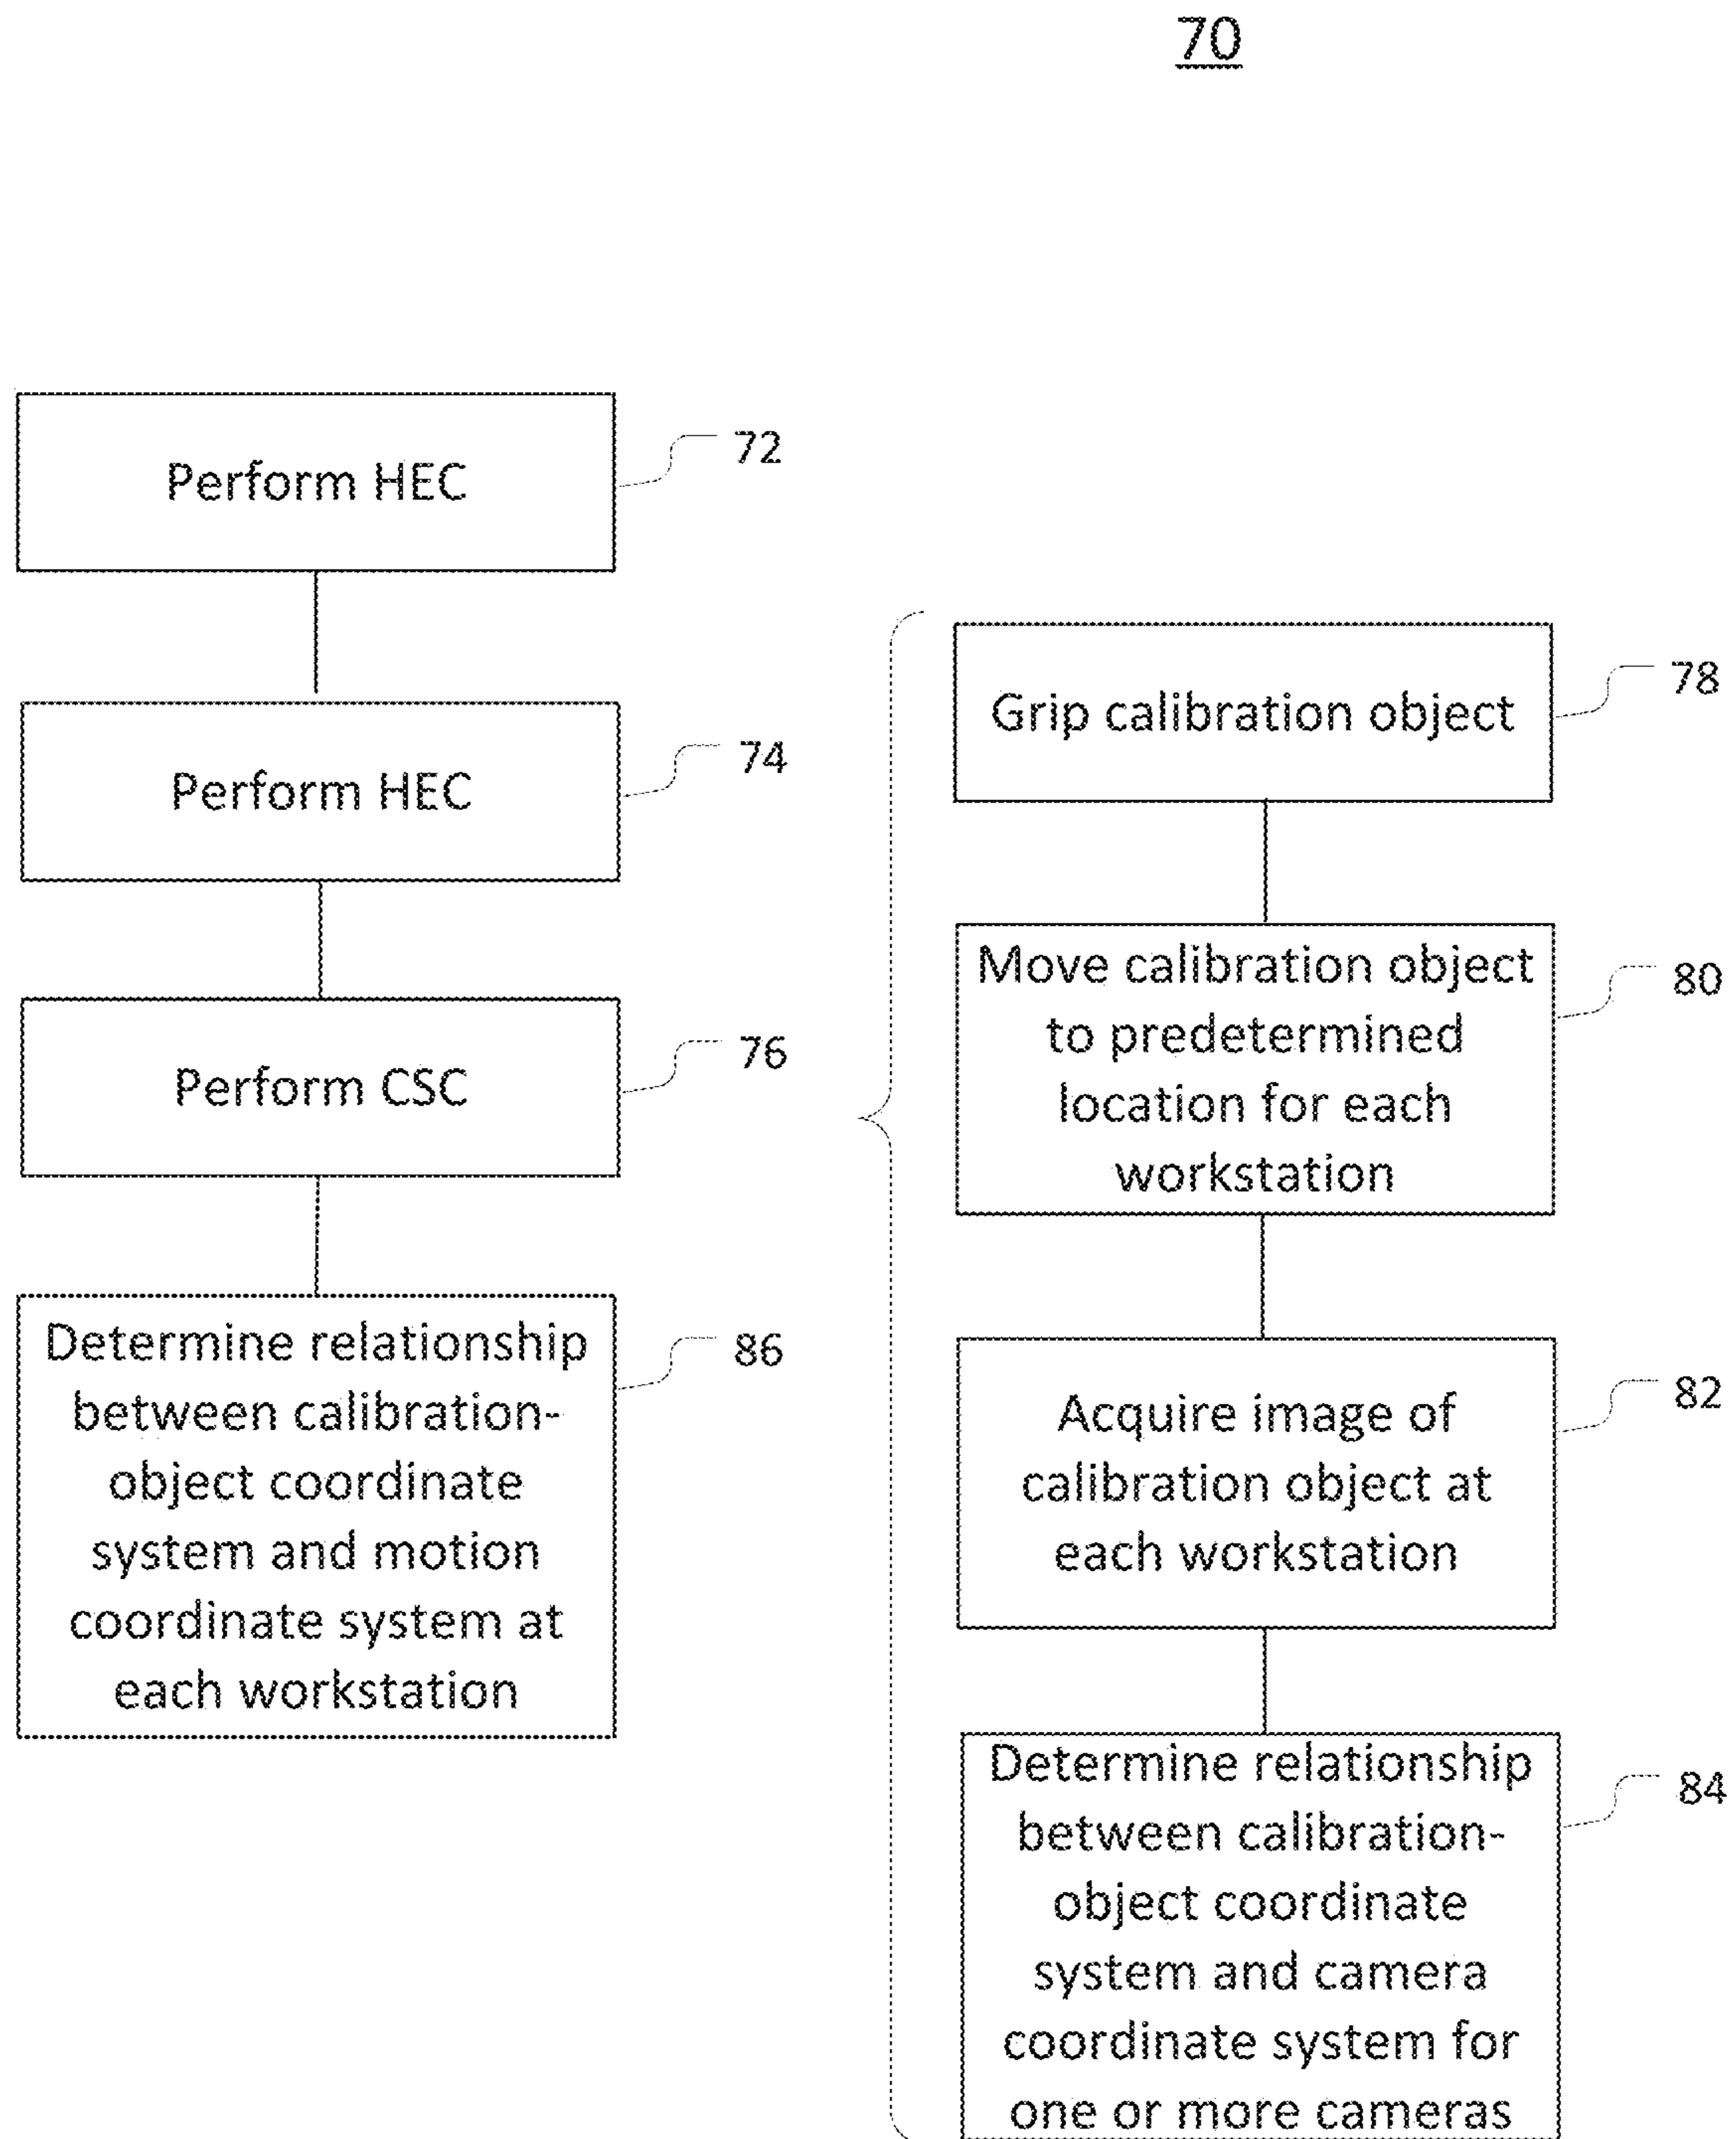 70
Perform HEC
72
Perform HEC
74
Perform CSC
76
Determine relationship
between calibration-
object coordinate
system and motion
coordinate system at
each workstation
86
Grip calibration object
78
Move calibration object
to predetermined
location for each
workstation
80
Acquire image of
calibration object at
each workstation
82
Determine relationship
between calibration-
object coordinate
system and camera
coordinate system for
one or more cameras
84